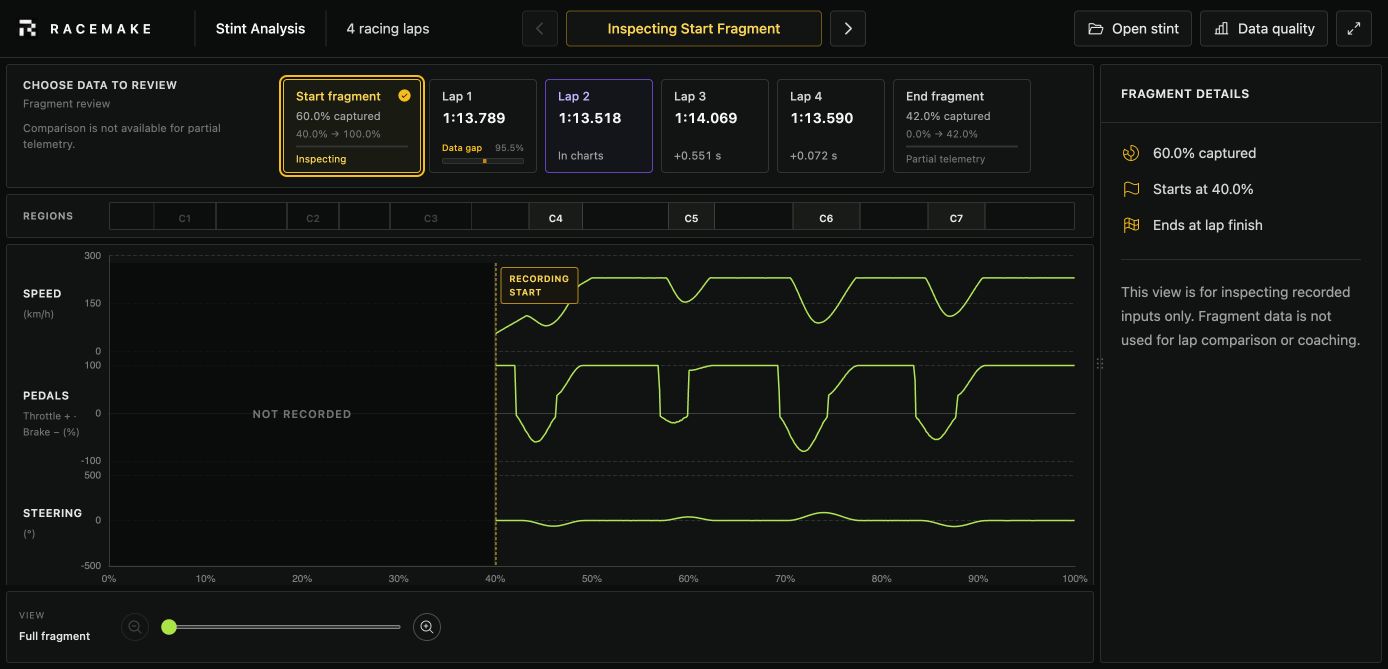 RACEMAKE
Stint Analysis
4 racing laps
Inspecting Start Fragment
Open stint
Data quality
CHOOSE DATA TO REVIEW
Fragment review
Comparison is not available for partial
telemetry.
Start fragment
60.0% captured
40.0% → 100.0%
Inspecting
Lap 1
1:13.789
Data gap 95.5%
Lap 2
1:13.518
In charts
Lap 3
1:14.069
+0.551 s
Lap 4
1:13.590
+0.072 s
End fragment
42.0% captured
0.0% → 42.0%
Partial telemetry
REGIONS
C1
C2
C3
C4
C5
C6
C7
SPEED
(km/h)
300
150
0
RECORDING
START
PEDALS
Throttle + ·
Brake − (%)
100
0
-100
NOT RECORDED
STEERING
(°)
500
0
-500
0% 10% 20% 30% 40% 50% 60% 70% 80% 90% 100%
VIEW
Full fragment
FRAGMENT DETAILS
60.0% captured
Starts at 40.0%
Ends at lap finish
This view is for inspecting recorded
inputs only. Fragment data is not
used for lap comparison or coaching.